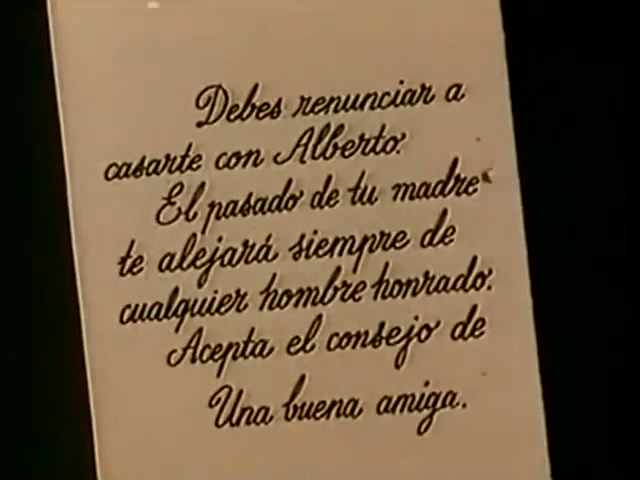 Debes renunciar a
casarte con Alberto.
El pasado de tu madre
te alejará siempre de
cualquier hombre honrado.
Acepta el consejo de
Una buena amiga.